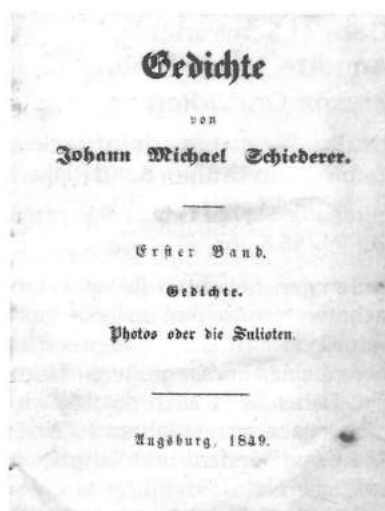 Gedichte
von
Johann Michael Schiederer.
Erster Band.
Gedichte.
Photos oder die Sulioten.
Augsburg, 1849.